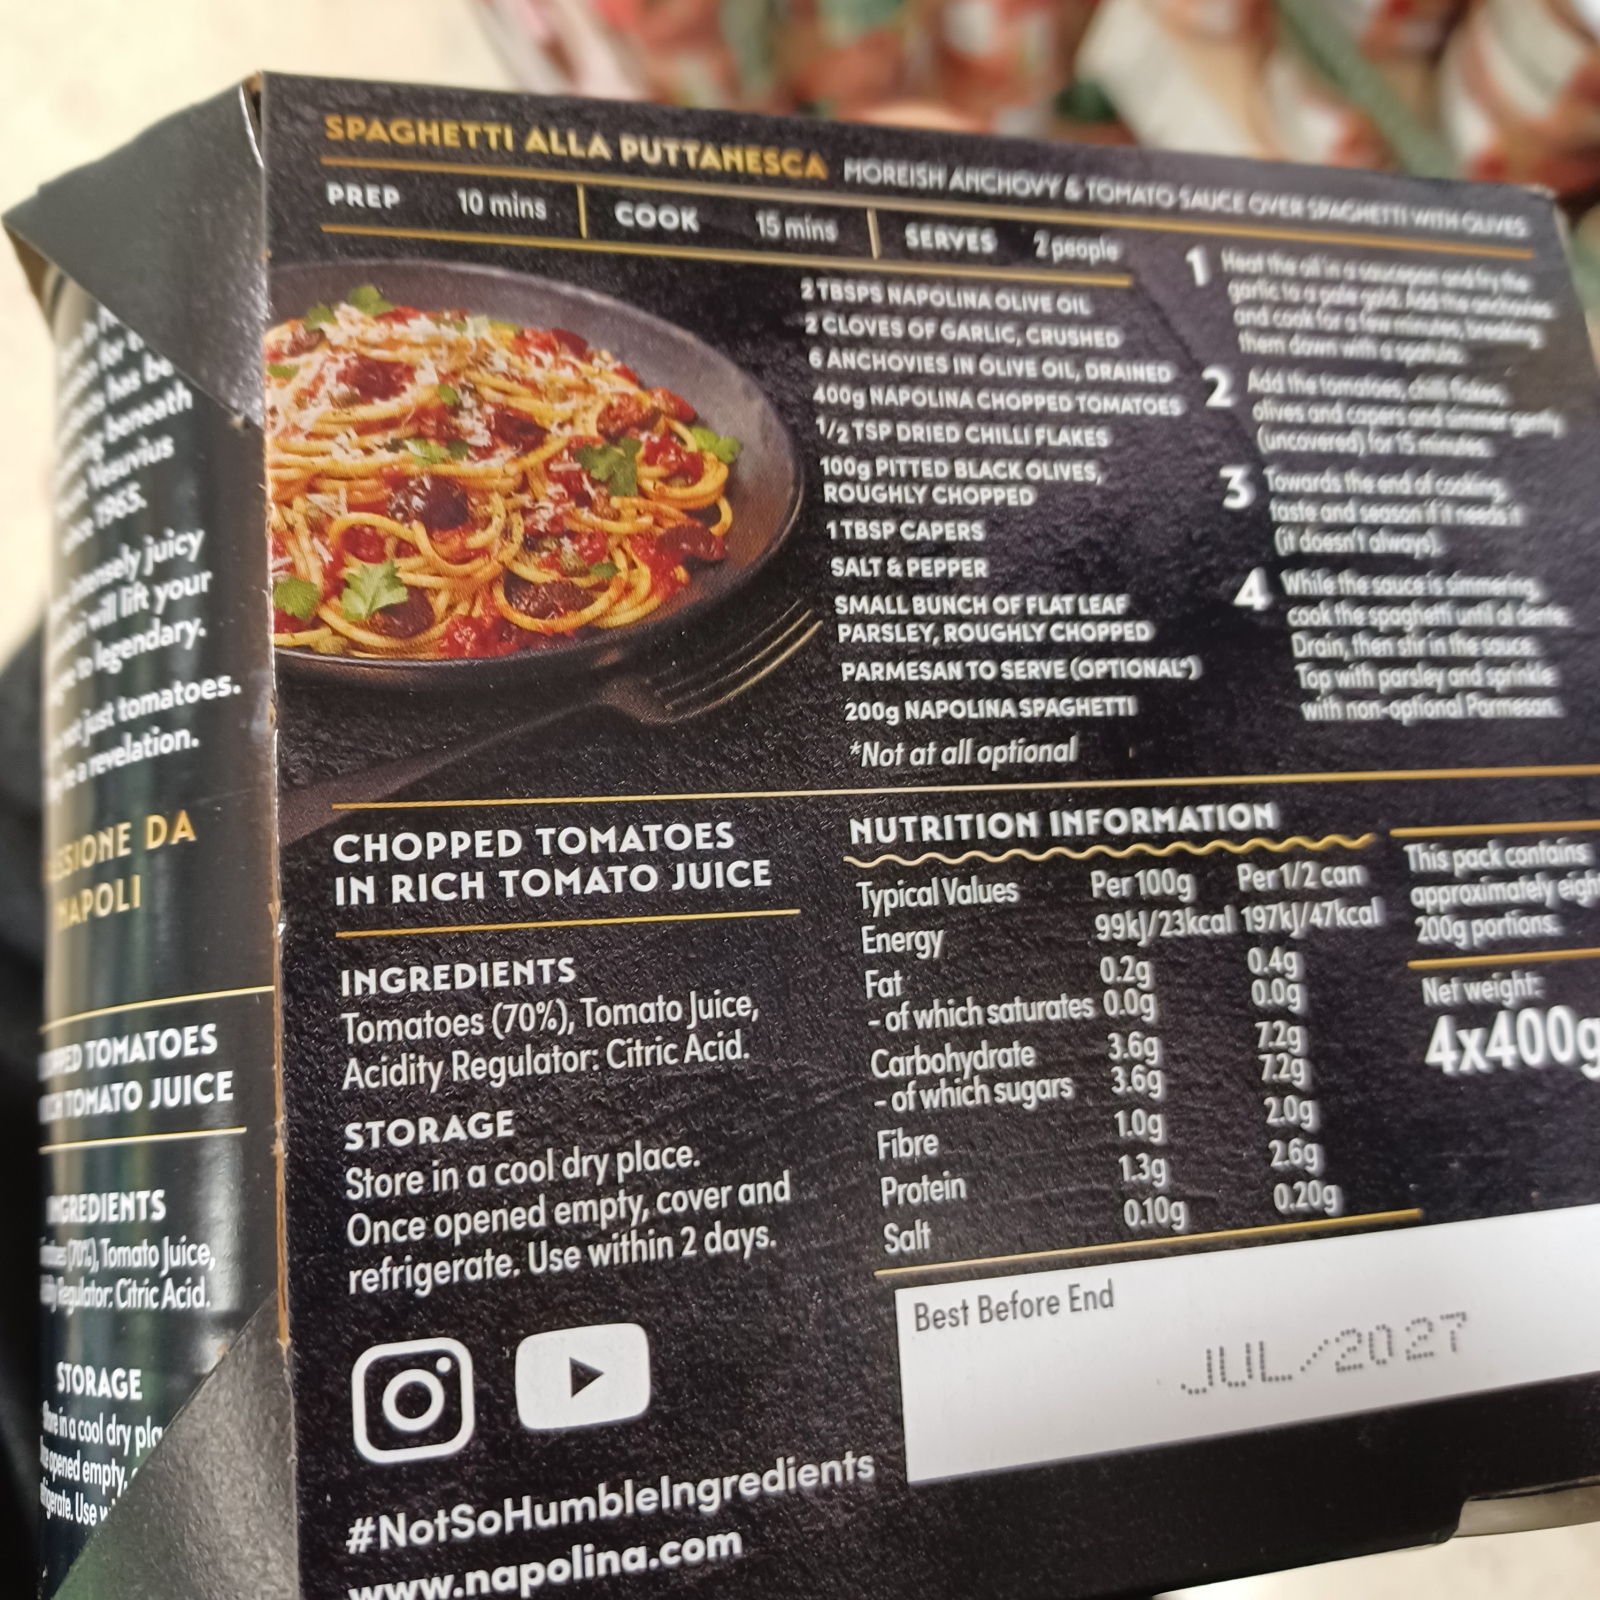 SPAGHETTI ALLA PUTTANESCA MOREISH ANCHOVY & TOMATO SAUCE OVER SPAGHETTI WITH OLIVES
PREP 10 mins COOK 15 mins SERVES 2 people
2 TBSPS NAPOLINA OLIVE OIL
2 CLOVES OF GARLIC, CRUSHED
6 ANCHOVIES IN OLIVE OIL, DRAINED
400g NAPOLINA CHOPPED TOMATOES
1/2 TSP DRIED CHILLI FLAKES
100g PITTED BLACK OLIVES,
ROUGHLY CHOPPED
1 TBSP CAPERS
SALT & PEPPER
SMALL BUNCH OF FLAT LEAF
PARSLEY, ROUGHLY CHOPPED
PARMESAN TO SERVE (OPTIONAL*)
200g NAPOLINA SPAGHETTI
*Not at all optional
1 Heat the oil in a saucepan and fry the
garlic to a pale gold. Add the anchovies
and cook for a few minutes, breaking
them down with a spatula.
2 Add the tomatoes, chilli flakes,
olives and capers and simmer gently
(uncovered) for 15 minutes.
3 Towards the end of cooking,
taste and season if it needs it
(it doesn't always).
4 While the sauce is simmering,
cook the spaghetti until al dente.
Drain, then stir in the sauce.
Top with parsley and sprinkle
with non-optional Parmesan.
CHOPPED TOMATOES
IN RICH TOMATO JUICE
INGREDIENTS
Tomatoes (70%), Tomato Juice,
Acidity Regulator: Citric Acid.
STORAGE
Store in a cool dry place.
Once opened empty, cover and
refrigerate. Use within 2 days.
#NotSoHumbleIngredients
www.napolina.com
NUTRITION INFORMATION
Typical Values Per 100g Per 1/2 can
Energy 99kJ/23kcal 197kJ/47kcal
Fat 0.2g 0.4g
- of which saturates 0.0g 0.0g
Carbohydrate 3.6g 7.2g
- of which sugars 3.6g 7.2g
Fibre 1.0g 2.0g
Protein 1.3g 2.6g
Salt 0.10g 0.20g
This pack contains
approximately eight
200g portions.
Net weight:
4x400g
Best Before End
JUL/2027
beneath
Vesuvius
1965.
juicy
will lift your
to legendary.
not just tomatoes.
a revelation.
DA
NAPOLI
TOMATOES
TOMATO JUICE
INGREDIENTS
(70%), Tomato Juice,
Regulator: Citric Acid.
STORAGE
in a cool dry
opened empty,
Use